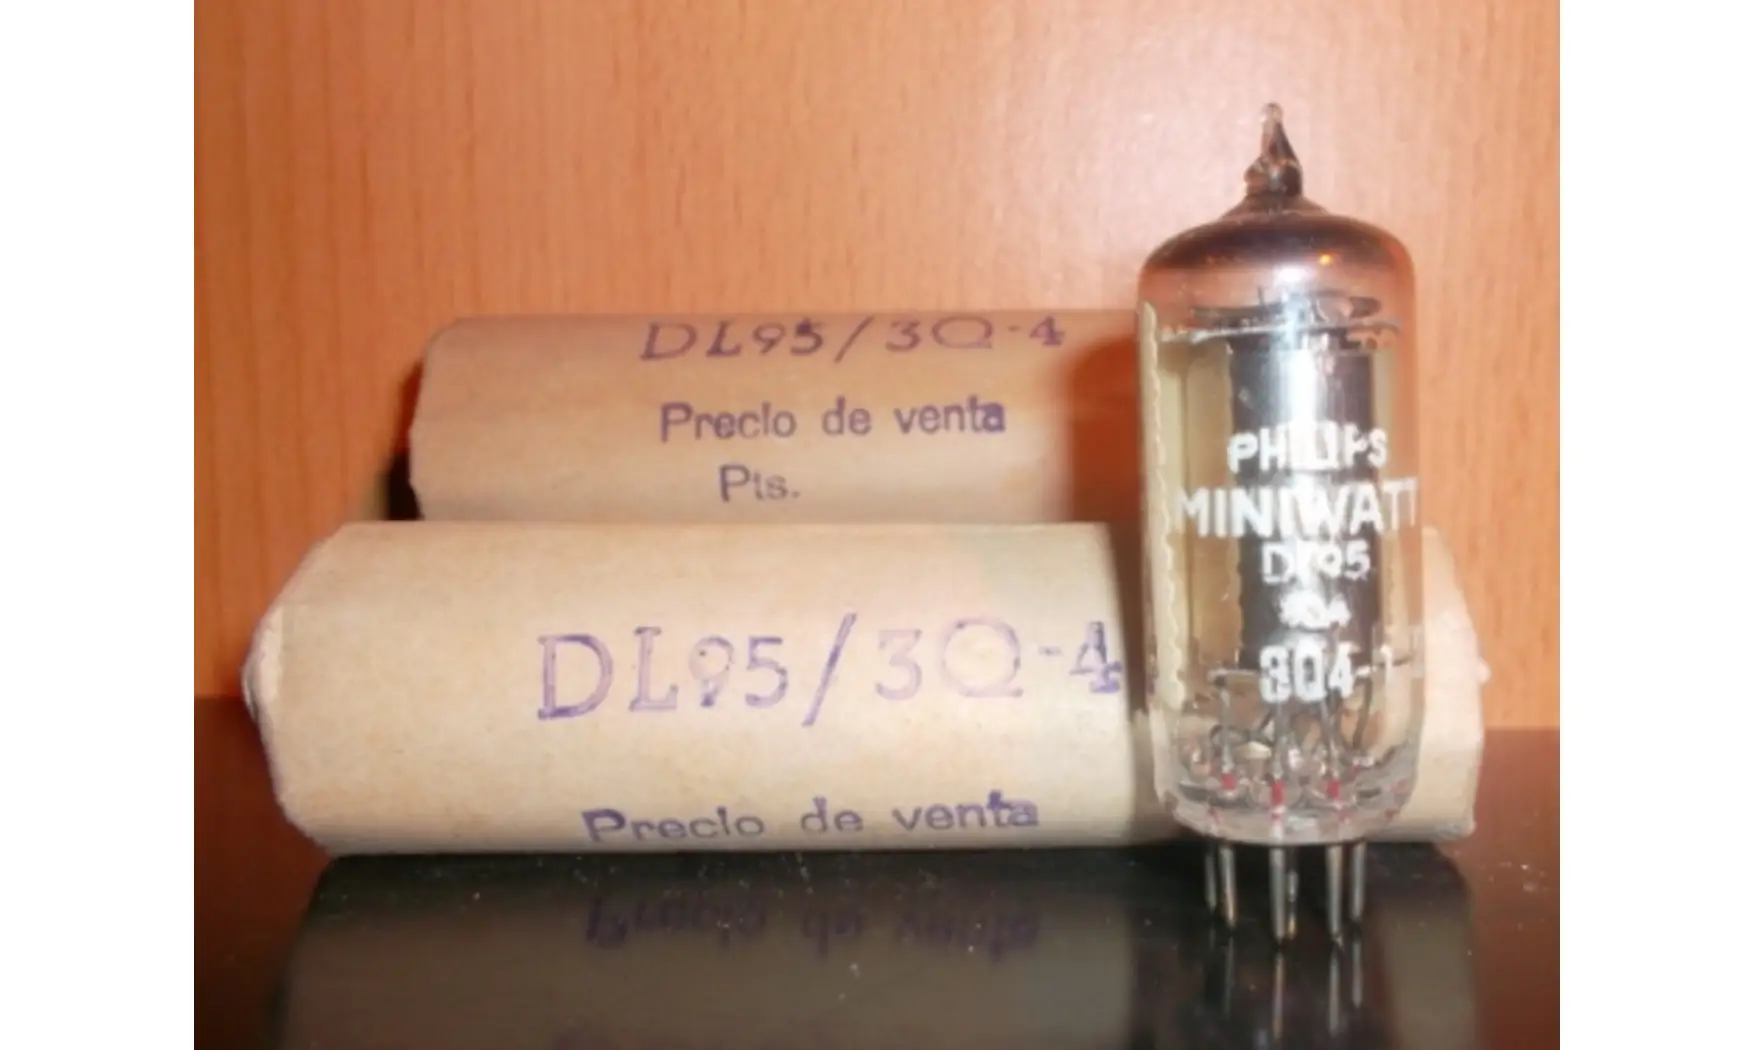 DL95/3Q-4
Precio de venta
Pts.
DL95/3Q-4
Precio de venta
PHILIPS
MINIWATT
DL95
3Q4-